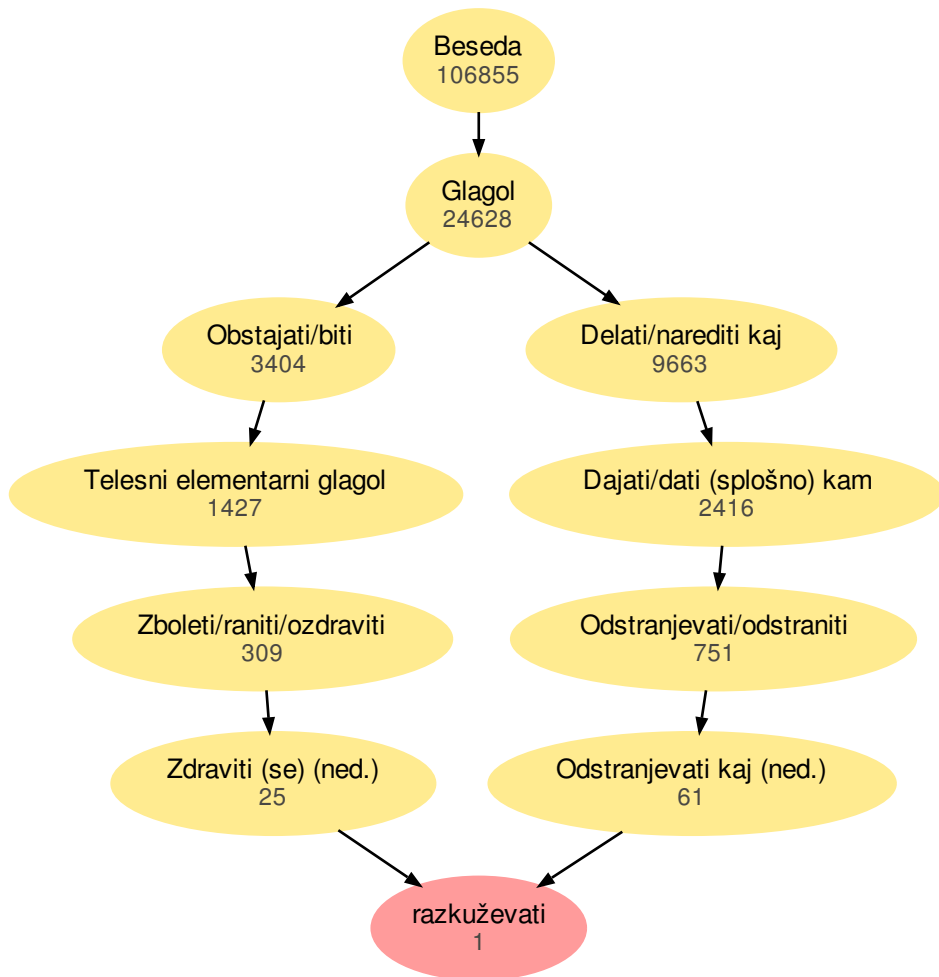 Beseda
106855
Glagol
24628
Obstajati/biti
3404
Delati/narediti kaj
9663
Telesni elementarni glagol
1427
Dajati/dati (splošno) kam
2416
Zboleti/raniti/ozdraviti
309
Odstranjevati/odstraniti
751
Zdraviti (se) (ned.)
25
Odstranjevati kaj (ned.)
61
razkuževati
1